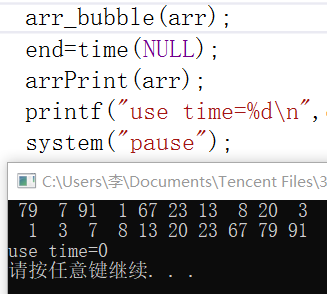 arr_bubble(arr);
end=time(NULL);
arrPrint(arr);
printf("use time=%d\n",
system("pause");
C:\Users\李\Documents\Tencent Files\3
79 7 91 1 67 23 13 8 20 3
1 3 7 8 13 20 23 67 79 91
use time=0
请按任意键继续. . .